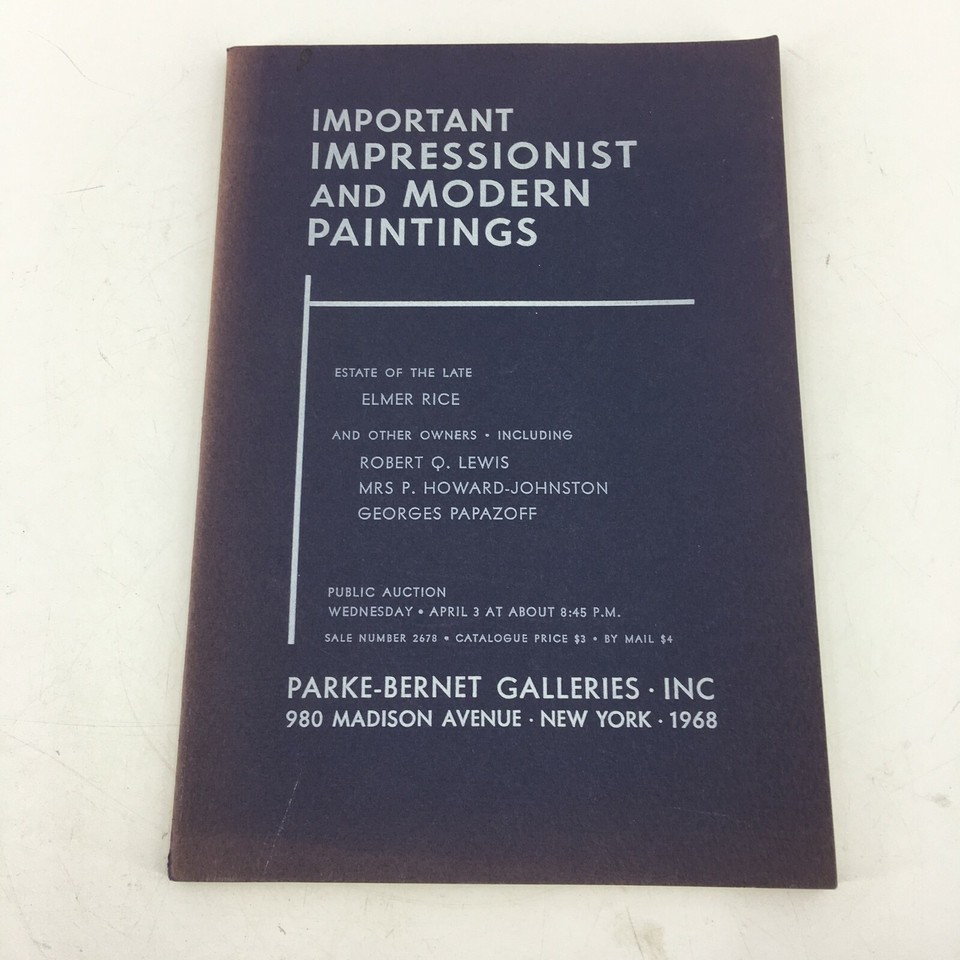 IMPORTANT
IMPRESSIONIST
AND MODERN
PAINTINGS
ESTATE OF THE LATE
ELMER RICE
AND OTHER OWNERS • INCLUDING
ROBERT Q. LEWIS
MRS P. HOWARD-JOHNSTON
GEORGES PAPAZOFF
PUBLIC AUCTION
WEDNESDAY • APRIL 3 AT ABOUT 8:45 P.M.
SALE NUMBER 2678 • CATALOGUE PRICE $3 • BY MAIL $4
PARKE-BERNET GALLERIES · INC
980 MADISON AVENUE · NEW YORK · 1968